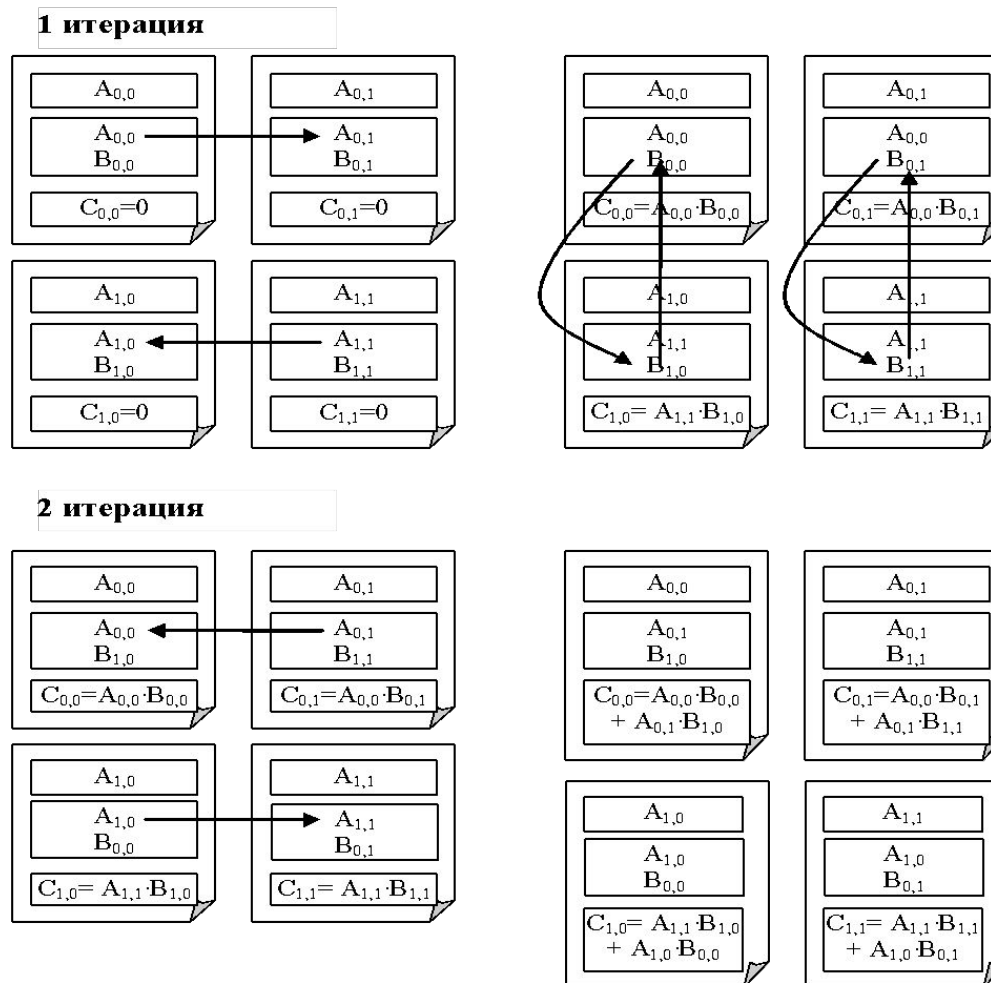 1 итерация
A0,0
A0,0
B0,0
C0,0=0
A0,1
A0,1
B0,1
C0,1=0
A0,0
A0,0
B0,0
C0,0=A0,0·B0,0
A0,1
A0,0
B0,1
C0,1=A0,0·B0,1
A1,0
A1,0
B1,0
C1,0=0
A1,1
A1,1
B1,1
C1,1=0
A1,0
A1,1
B1,0
C1,0= A1,1·B1,0
A1,1
A1,1
B1,1
C1,1= A1,1·B1,1
2 итерация
A0,0
A0,0
B1,0
C0,0=A0,0·B0,0
A0,1
A0,1
B1,1
C0,1=A0,0·B0,1
A0,0
A0,1
B1,0
C0,0=A0,0·B0,0
+ A0,1·B1,0
A0,1
A0,1
B1,1
C0,1=A0,0·B0,1
+ A0,1·B1,1
A1,0
A1,0
B0,0
C1,0= A1,1·B1,0
A1,1
A1,1
B0,1
C1,1= A1,1·B1,1
A1,0
A1,0
B0,0
C1,0= A1,1·B1,0
+ A1,0·B0,0
A1,1
A1,0
B0,1
C1,1= A1,1·B1,1
+ A1,0·B0,1